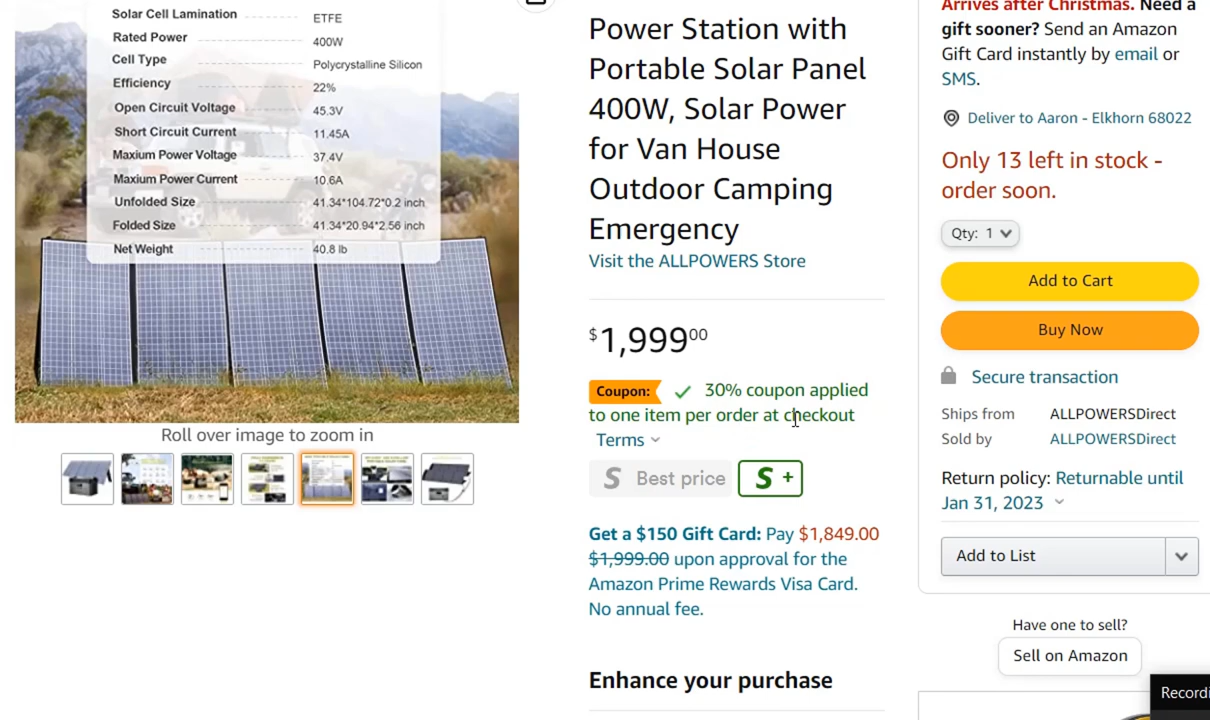 Solar Cell Lamination ETFE
Rated Power 400W
Cell Type Polycrystalline Silicon
Efficiency 22%
Open Circuit Voltage 45.3V
Short Circuit Current 11.45A
Maxium Power Voltage 37.4V
Maxium Power Current 10.6A
Unfolded Size 41.34*104.72*0.2 inch
Folded Size 41.34*20.94*2.56 inch
Net Weight 40.8 lb
Roll over image to zoom in
Power Station with
Portable Solar Panel
400W, Solar Power
for Van House
Outdoor Camping
Emergency
Visit the ALLPOWERS Store
$1,999 00
Coupon: 30% coupon applied
to one item per order at checkout
Terms
S Best price S +
Get a $150 Gift Card: Pay $1,849.00
$1,999.00 upon approval for the
Amazon Prime Rewards Visa Card.
No annual fee.
Enhance your purchase
Arrives after Christmas. Need a
gift sooner? Send an Amazon
Gift Card instantly by email or
SMS.
Deliver to Aaron - Elkhorn 68022
Only 13 left in stock -
order soon.
Qty: 1
Add to Cart
Buy Now
Secure transaction
Ships from ALLPOWERSDirect
Sold by ALLPOWERSDirect
Return policy: Returnable until
Jan 31, 2023
Add to List
Have one to sell?
Sell on Amazon
Recordi